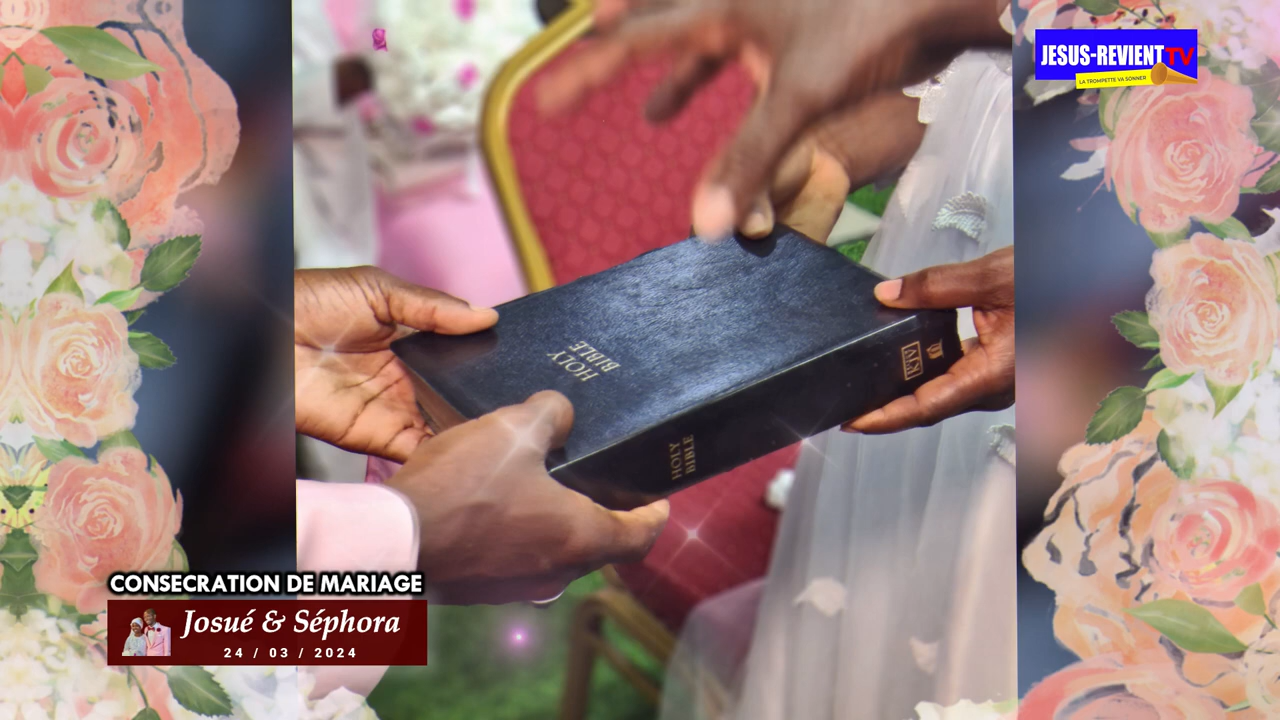 JESUS-REVIENT TV
LA TROMPETTE VA SONNER
HOLY
BIBLE
HOLY
BIBLE
KJV
CONSECRATION DE MARIAGE
Josué & Séphora
24 / 03 / 2024